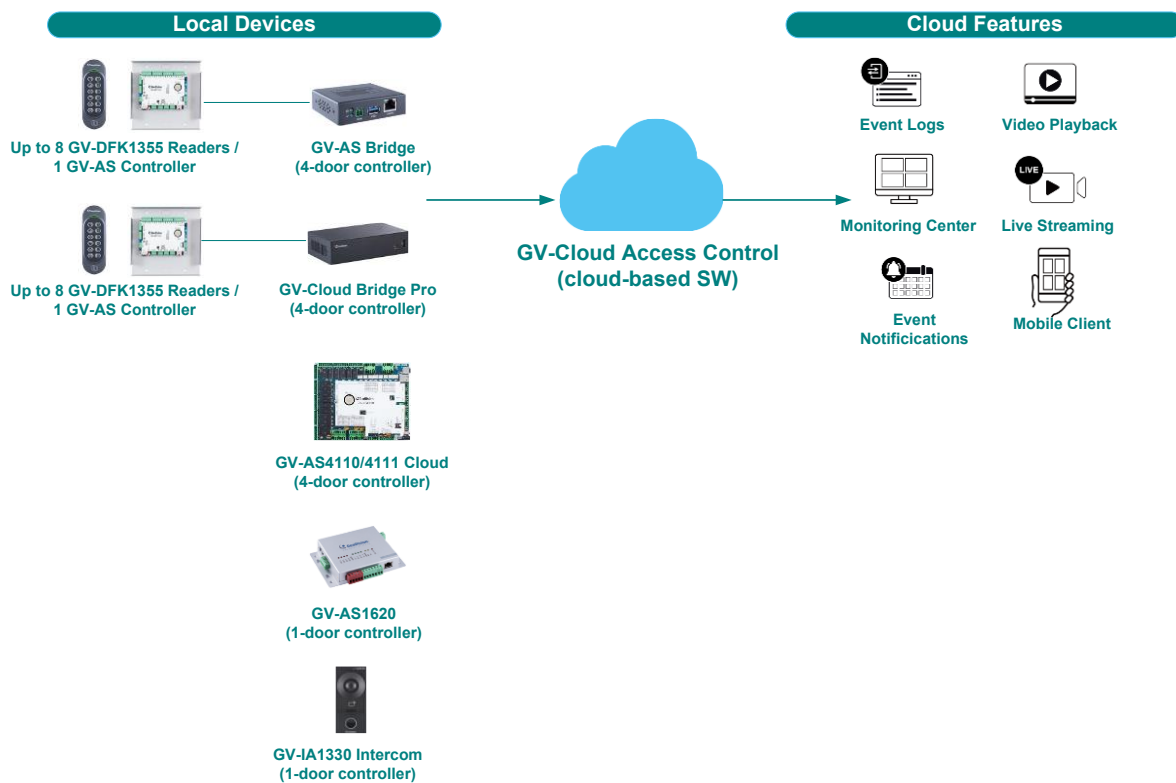 Local Devices
Cloud Features
Up to 8 GV-DFK1355 Readers /
1 GV-AS Controller
GV-AS Bridge
(4-door controller)
Up to 8 GV-DFK1355 Readers /
1 GV-AS Controller
GV-Cloud Bridge Pro
(4-door controller)
GV-AS4110/4111 Cloud
(4-door controller)
GV-AS1620
(1-door controller)
GV-IA1330 Intercom
(1-door controller)
GV-Cloud Access Control
(cloud-based SW)
Event Logs
Video Playback
Monitoring Center
LIVE
Live Streaming
Event
Notificications
Mobile Client